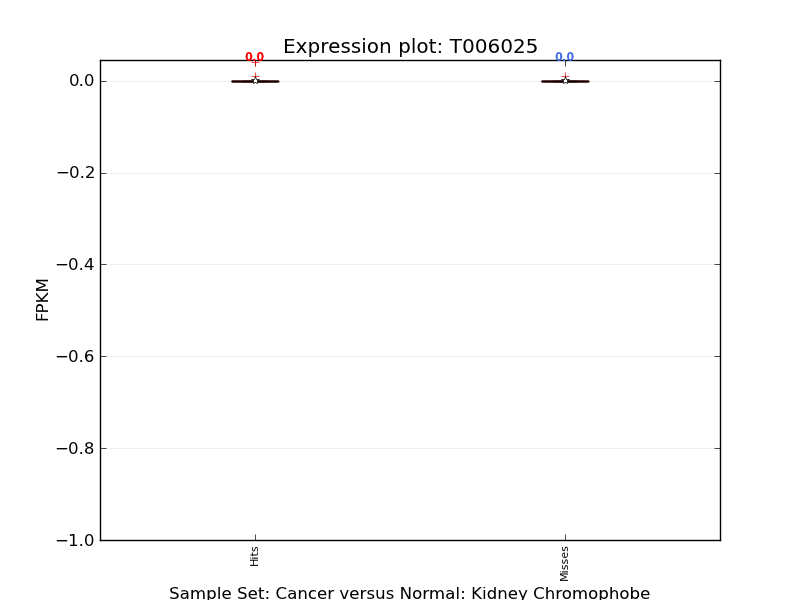 Expression plot: T006025
0.0
0.0
0.0
−0.2
−0.4
−0.6
−0.8
−1.0
FPKM
Hits
Misses
Sample Set: Cancer versus Normal: Kidney Chromophobe